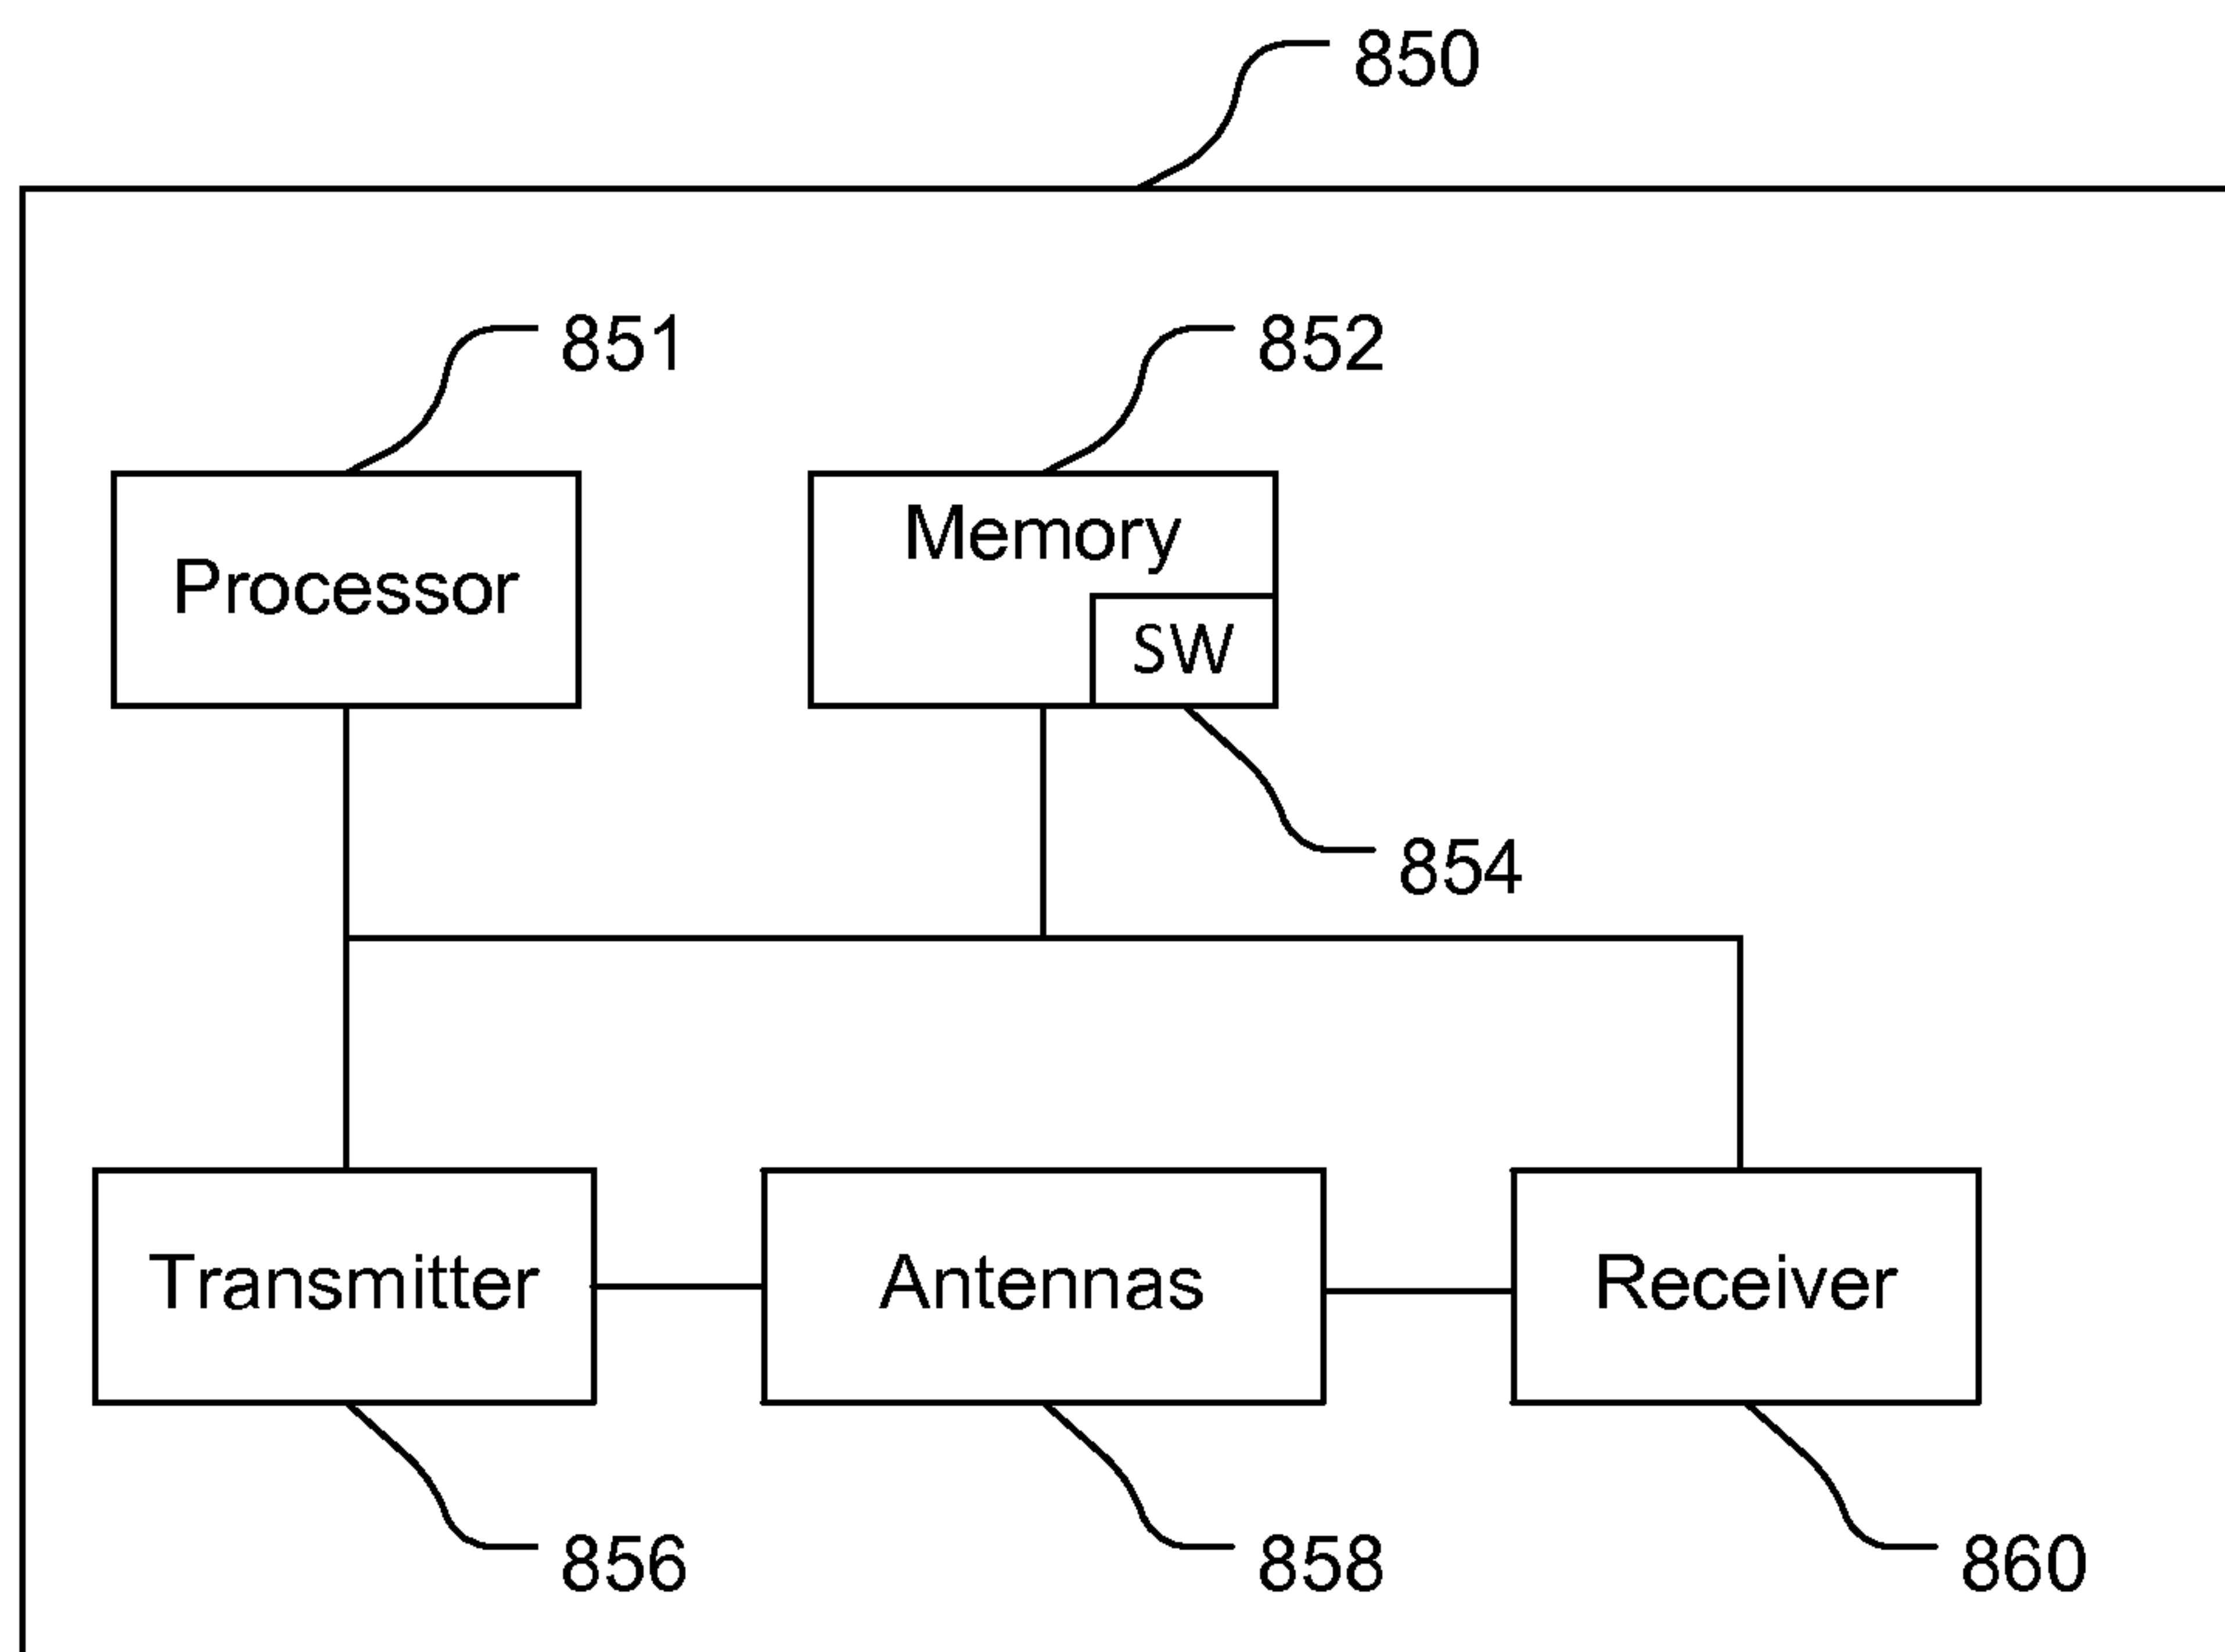 850
851
852
Memory
Processor
SW
854
Transmitter
Antennas
Receiver
856
858
860